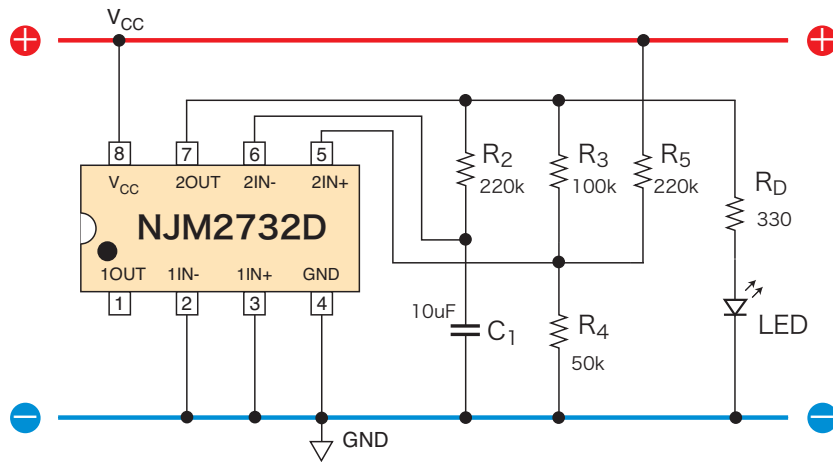 VCC
8 7 6 5
VCC 2OUT 2IN- 2IN+
NJM2732D
1OUT 1IN- 1IN+ GND
1 2 3 4
R2
220k
R3
100k
R5
220k
RD
330
10uF
C1
R4
50k
LED
GND